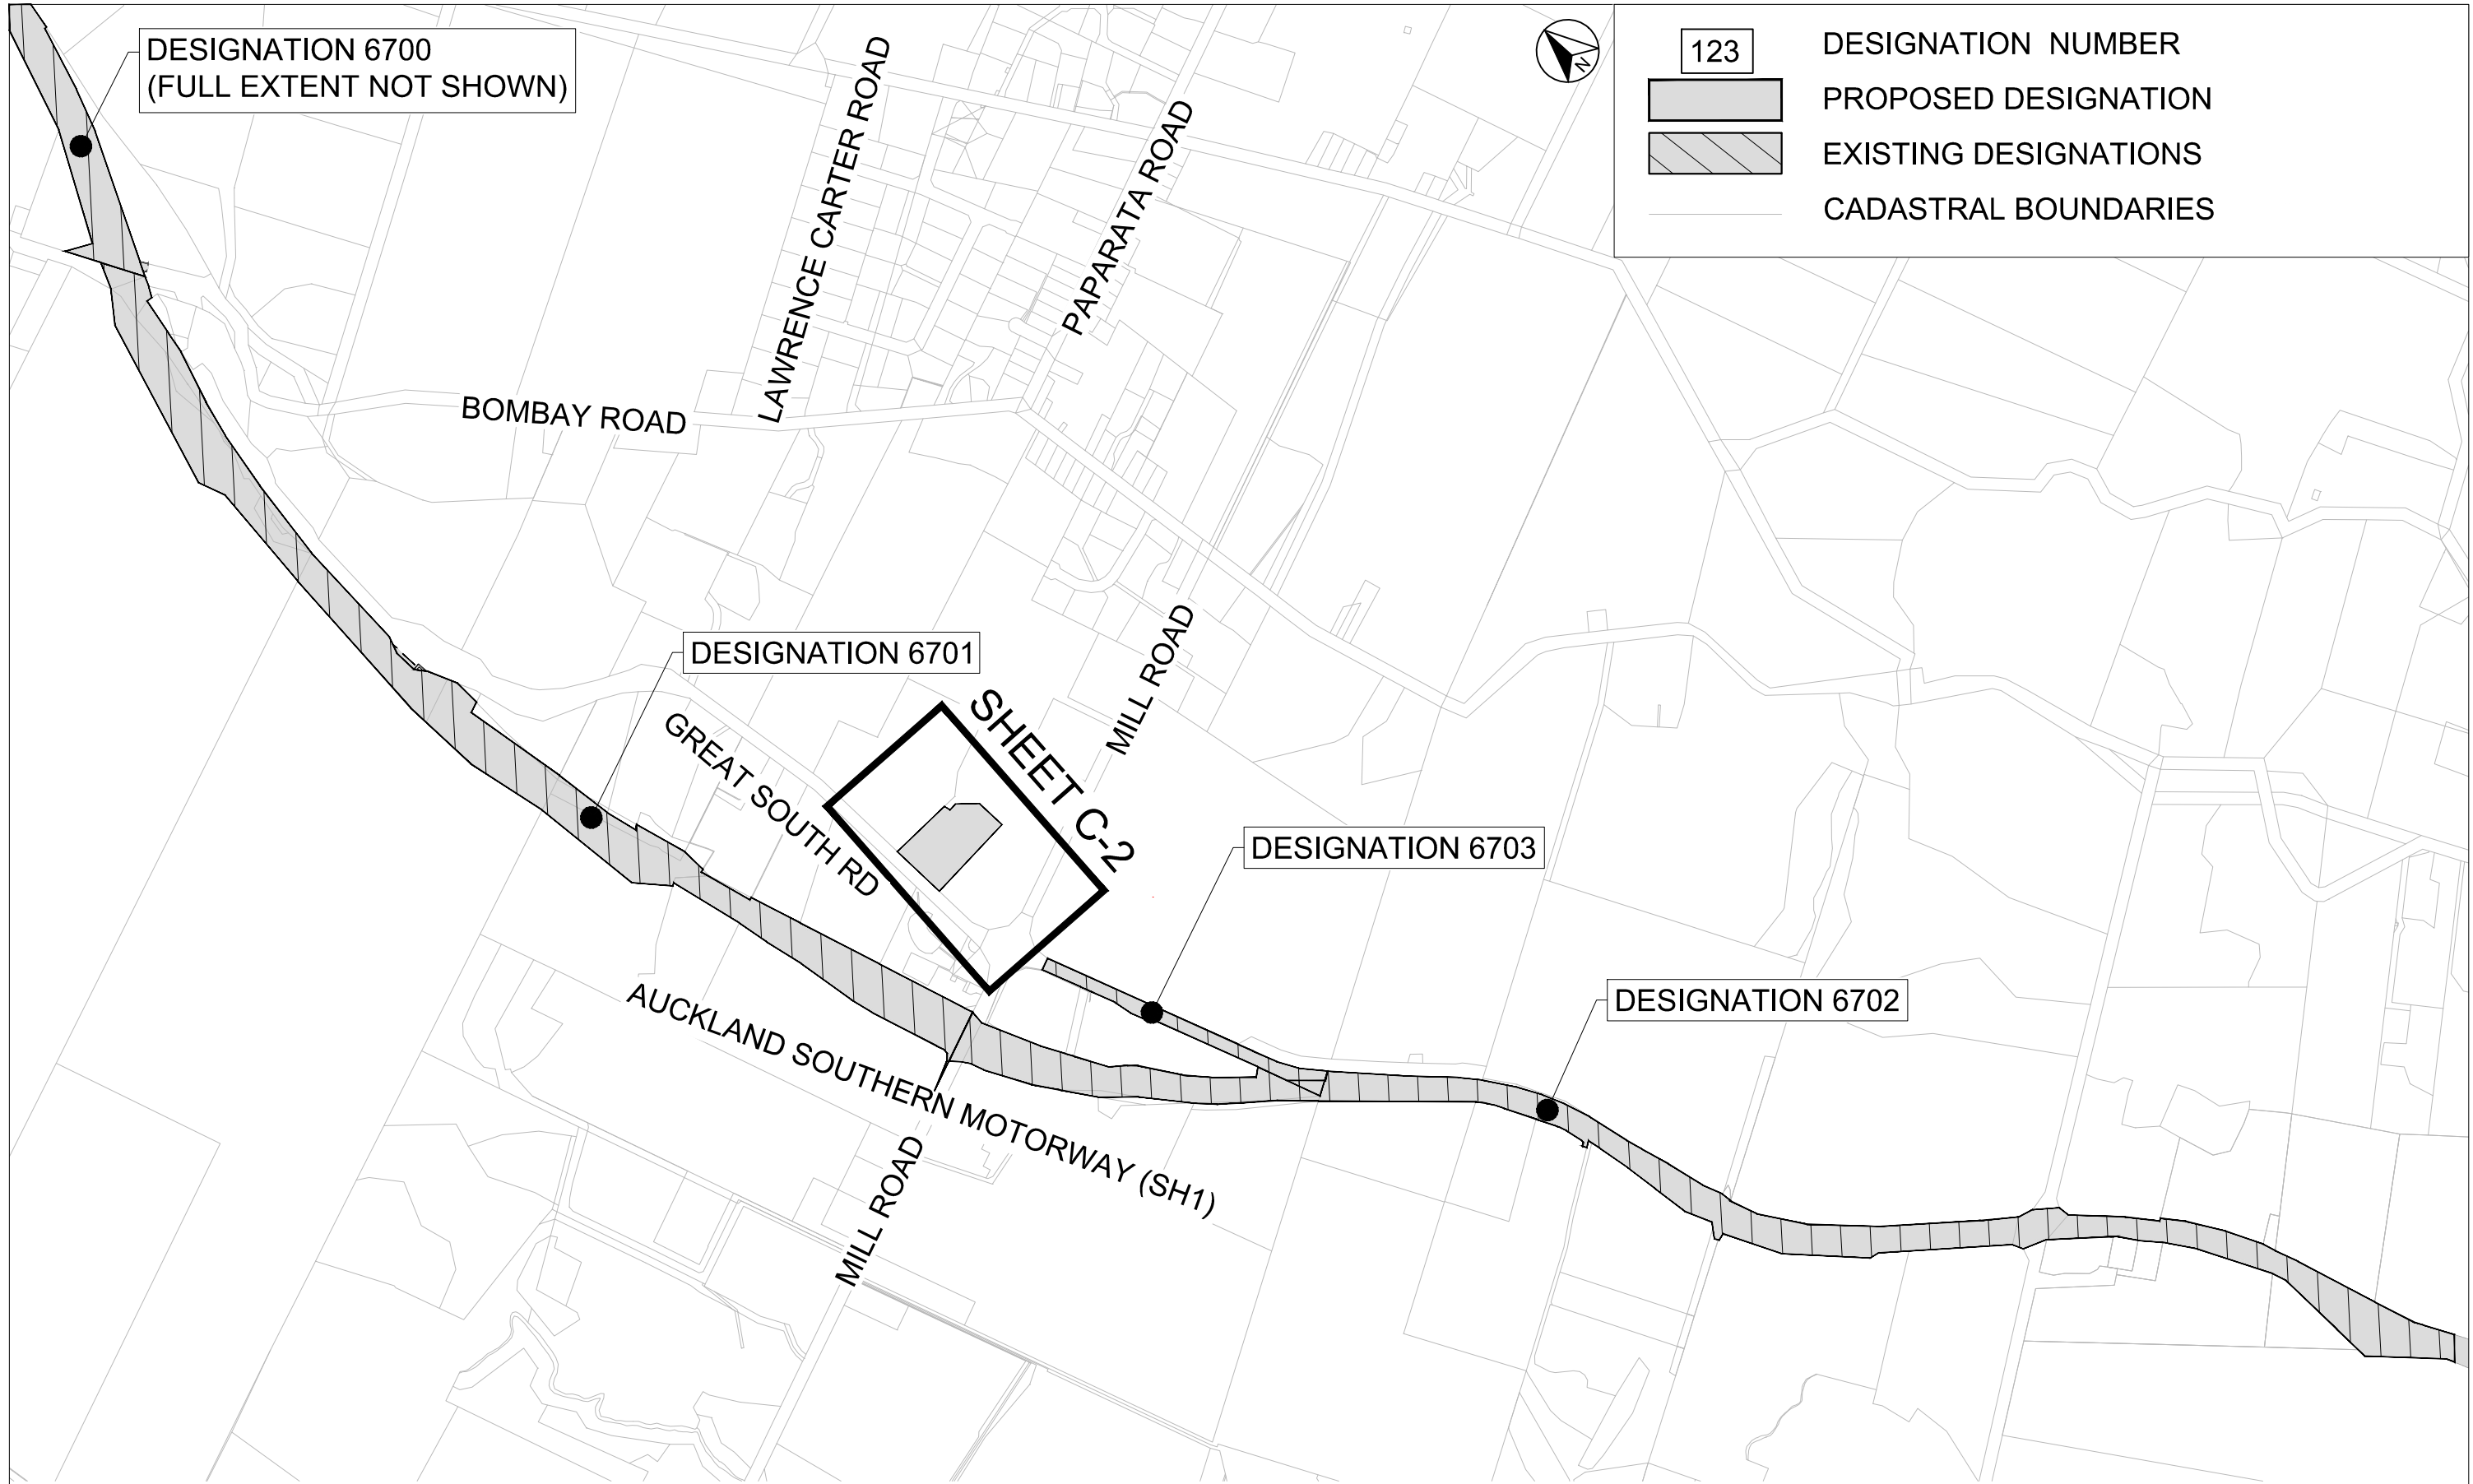 DESIGNATION 6700
(FULL EXTENT NOT SHOWN)
N
123
DESIGNATION NUMBER
PROPOSED DESIGNATION
EXISTING DESIGNATIONS
CADASTRAL BOUNDARIES
LAWRENCE CARTER ROAD
PAPARATA ROAD
BOMBAY ROAD
DESIGNATION 6701
MILL ROAD
GREAT SOUTH RD
SHEET C-2
DESIGNATION 6703
DESIGNATION 6702
AUCKLAND SOUTHERN MOTORWAY (SH1)
MILL ROAD